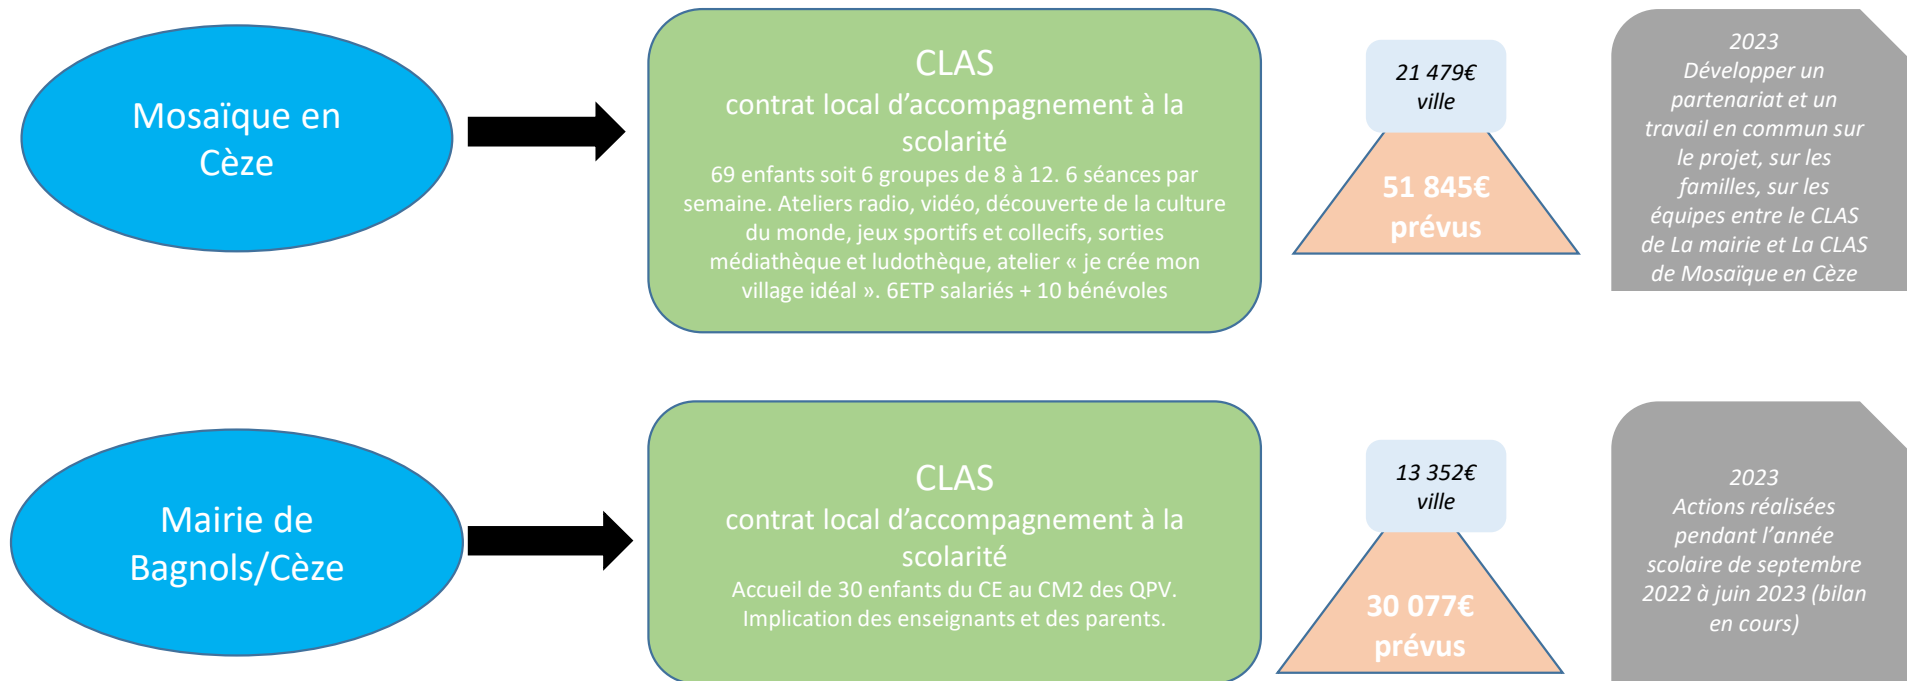 Mosaïque en
Cèze
CLAS
contrat local d’accompagnement à la
scolarité
69 enfants soit 6 groupes de 8 à 12. 6 séances par
semaine. Ateliers radio, vidéo, découverte de la culture
du monde, jeux sportifs et collecifs, sorties
médiathèque et ludothèque, atelier « je crée mon
village idéal ». 6ETP salariés + 10 bénévoles
21 479€
ville
51 845€
prévus
2023
Développer un
partenariat et un
travail en commun sur
le projet, sur les
familles, sur les
équipes entre le CLAS
de La mairie et La CLAS
de Mosaïque en Cèze
Mairie de
Bagnols/Cèze
CLAS
contrat local d’accompagnement à la
scolarité
Accueil de 30 enfants du CE au CM2 des QPV.
Implication des enseignants et des parents.
13 352€
ville
30 077€
prévus
2023
Actions réalisées
pendant l’année
scolaire de septembre
2022 à juin 2023 (bilan
en cours)